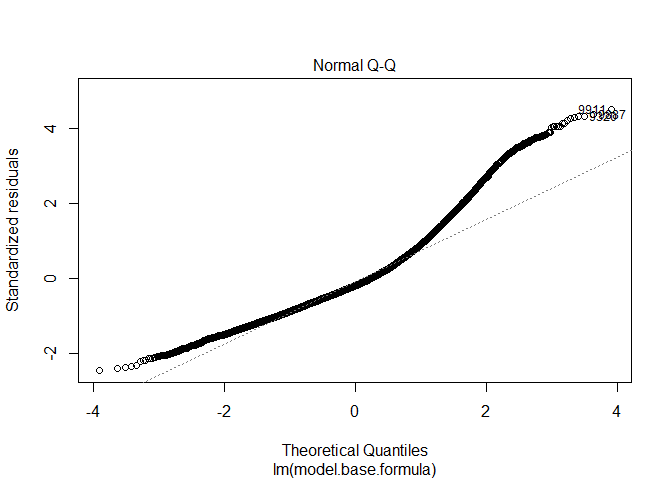 Normal Q-Q
Standardized residuals
4
2
0
-2
-4
-2
0
2
4
Theoretical Quantiles
lm(model.base.formula)